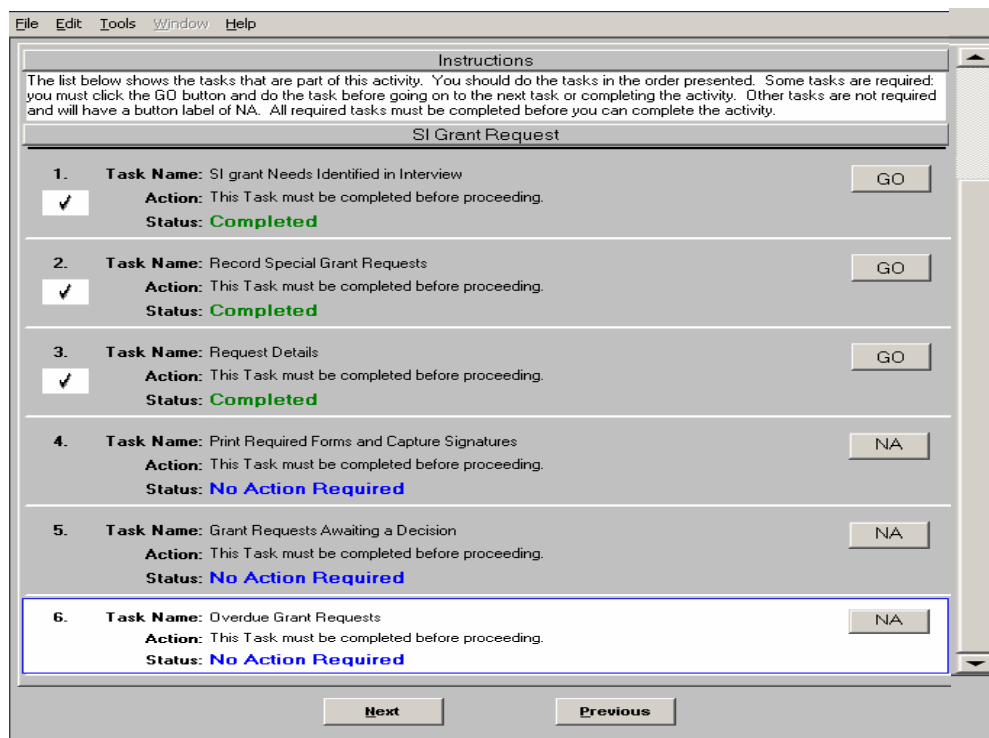 File Edit Tools Window Help
Instructions
The list below shows the tasks that are part of this activity. You should do the tasks in the order presented. Some tasks are required:
you must click the GO button and do the task before going on to the next task or completing the activity. Other tasks are not required
and will have a button label of NA. All required tasks must be completed before you can complete the activity.
SI Grant Request
1. Task Name: SI grant Needs Identified in Interview GO
Action: This Task must be completed before proceeding.
Status: Completed
2. Task Name: Record Special Grant Requests GO
Action: This Task must be completed before proceeding.
Status: Completed
3. Task Name: Request Details GO
Action: This Task must be completed before proceeding.
Status: Completed
4. Task Name: Print Required Forms and Capture Signatures NA
Action: This Task must be completed before proceeding.
Status: No Action Required
5. Task Name: Grant Requests Awaiting a Decision NA
Action: This Task must be completed before proceeding.
Status: No Action Required
6. Task Name: Overdue Grant Requests NA
Action: This Task must be completed before proceeding.
Status: No Action Required
Next Previous